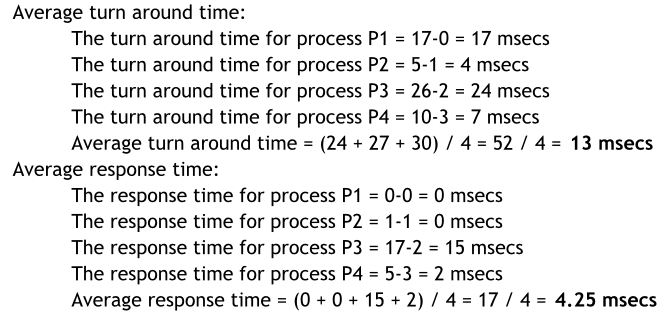 Average turn around time:
The turn around time for process P1 = 17-0 = 17 msecs
The turn around time for process P2 = 5-1 = 4 msecs
The turn around time for process P3 = 26-2 = 24 msecs
The turn around time for process P4 = 10-3 = 7 msecs
Average turn around time = (24 + 27 + 30) / 4 = 52 / 4 = 13 msecs
Average response time:
The response time for process P1 = 0-0 = 0 msecs
The response time for process P2 = 1-1 = 0 msecs
The response time for process P3 = 17-2 = 15 msecs
The response time for process P4 = 5-3 = 2 msecs
Average response time = (0 + 0 + 15 + 2) / 4 = 17 / 4 = 4.25 msecs